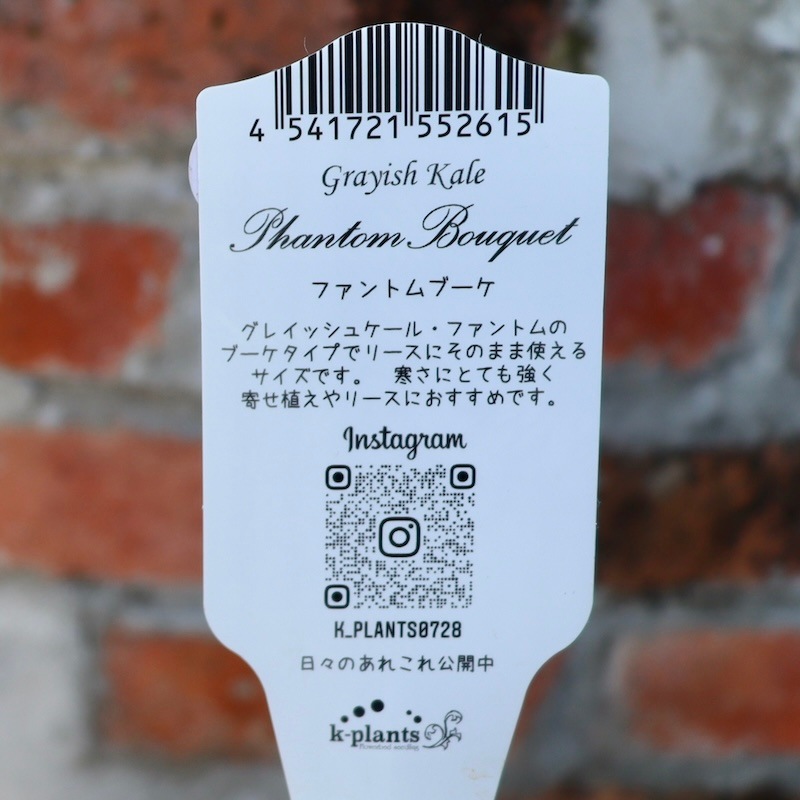 4 541721 552615
Grayish Kale
Phantom Bouquet
ファントムブーケ
グレイッシュケール・ファントムの
ブーケタイプでリースにそのまま使える
サイズです。 寒さにとても強く
寄せ植えやリースにおすすめです。
Instagram
K_PLANTS0728
日々のあれこれ公開中
k-plants